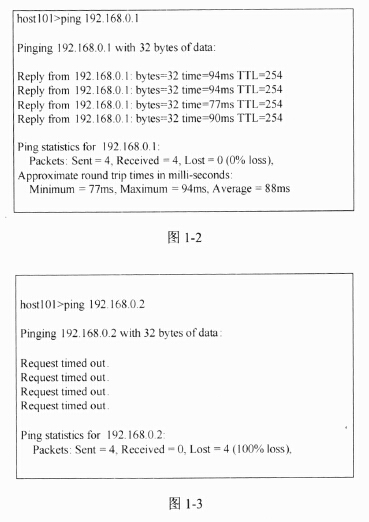 host101>ping 192.168.0.1
Pinging 192.168.0.1 with 32 bytes of data:
Reply from 192.168.0.1: bytes=32 time=94ms TTL=254
Reply from 192.168.0.1: bytes=32 time=94ms TTL=254
Reply from 192.168.0.1: bytes=32 time=77ms TTL=254
Reply from 192.168.0.1: bytes=32 time=90ms TTL=254
Ping statistics for 192.168.0.1:
Packets: Sent = 4, Received = 4, Lost = 0 (0% loss),
Approximate round trip times in milli-seconds:
Minimum = 77ms, Maximum = 94ms, Average = 88ms
图 1-2
host101>ping 192.168.0.2
Pinging 192.168.0.2 with 32 bytes of data:
Request timed out.
Request timed out.
Request timed out.
Request timed out.
Ping statistics for 192.168.0.2:
Packets: Sent = 4, Received = 0, Lost = 4 (100% loss),
图 1-3